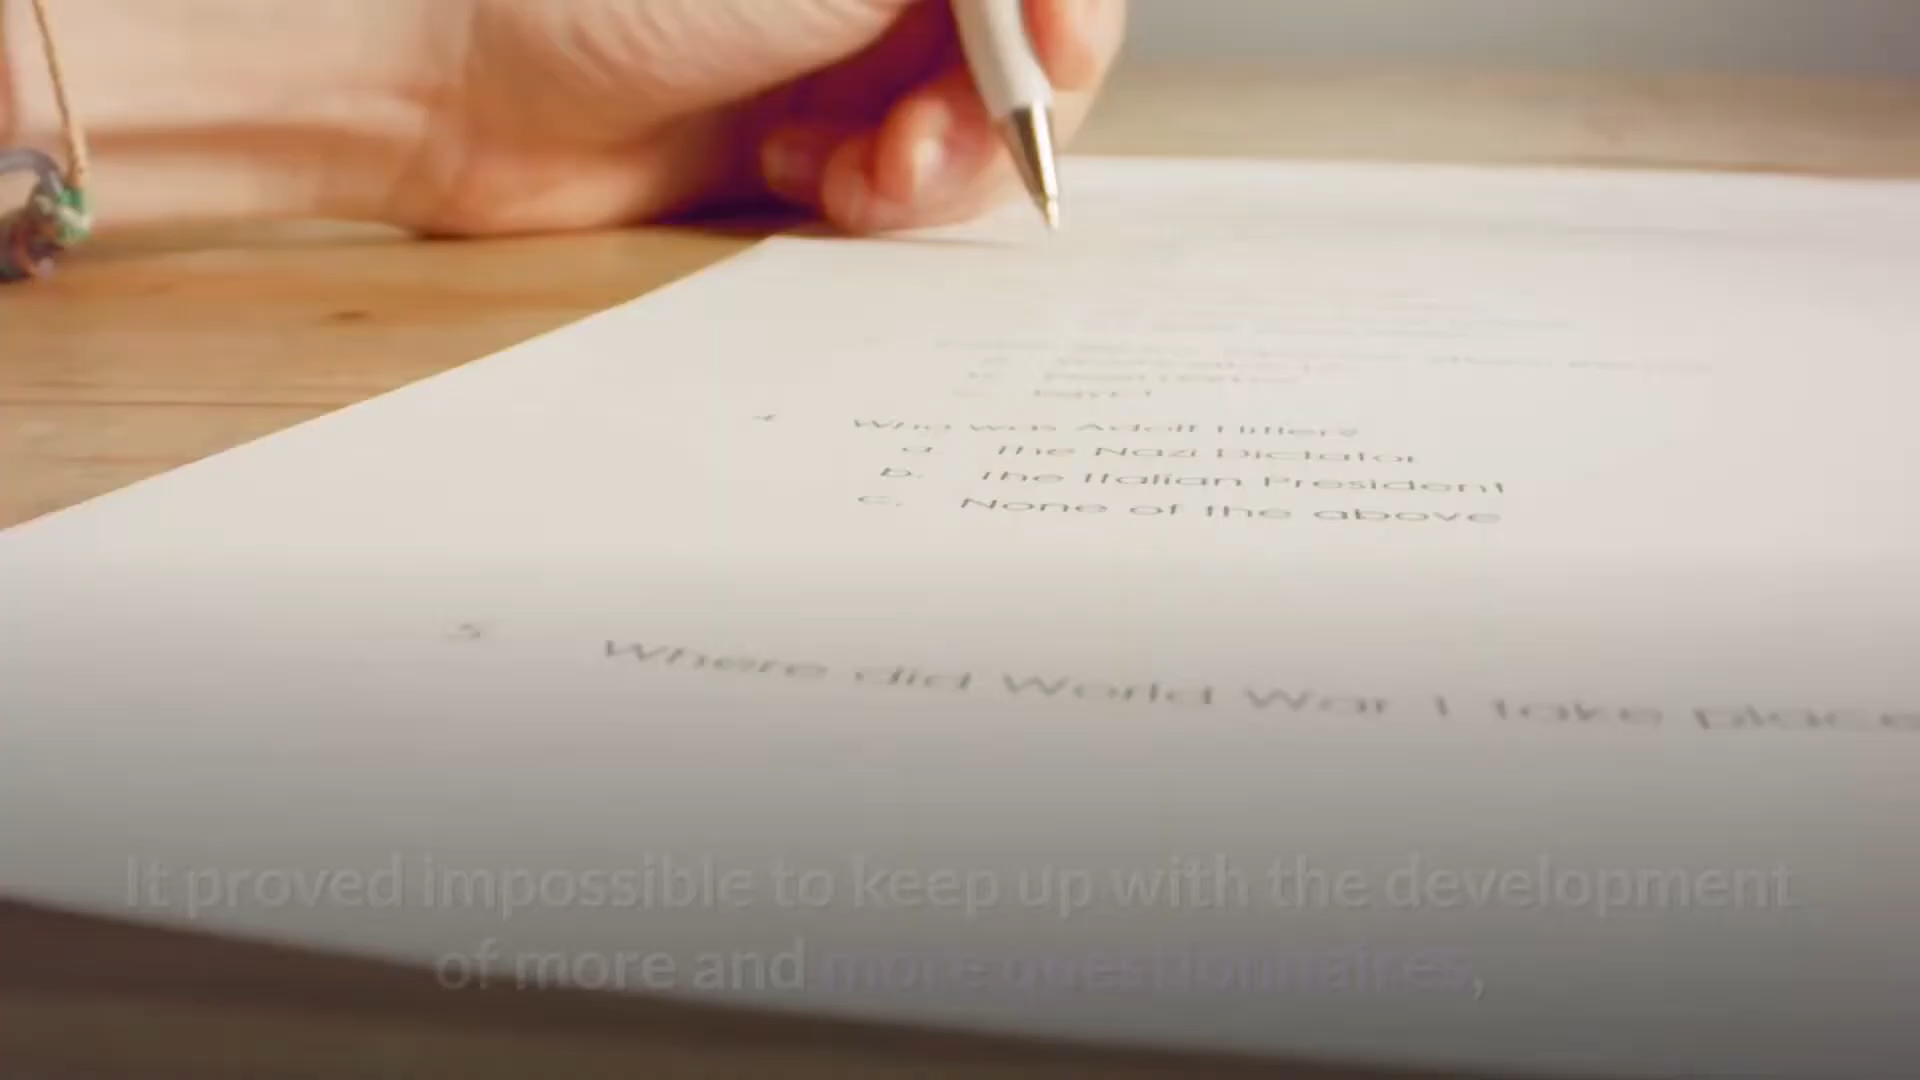 4 Who was Adolf Hitler?
a. The Nazi Dictator
b. The Italian President
c. None of the above
5 Where did World War I take place
It proved impossible to keep up with the development
of more and more questionnaires,